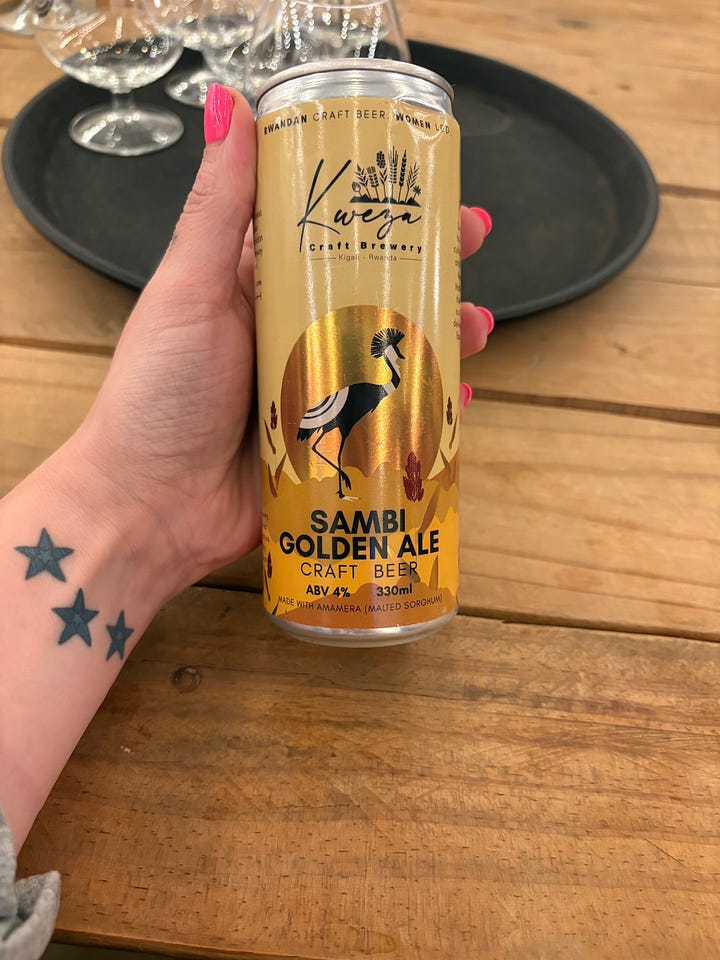 RWANDAN CRAFT BEER. WOMEN LED
Kweza
Craft Brewery
Kigali - Rwanda
SAMBI
GOLDEN ALE
CRAFT BEER
ABV 4% 330ml
MADE WITH AMAMERA (MALTED SORGHUM)